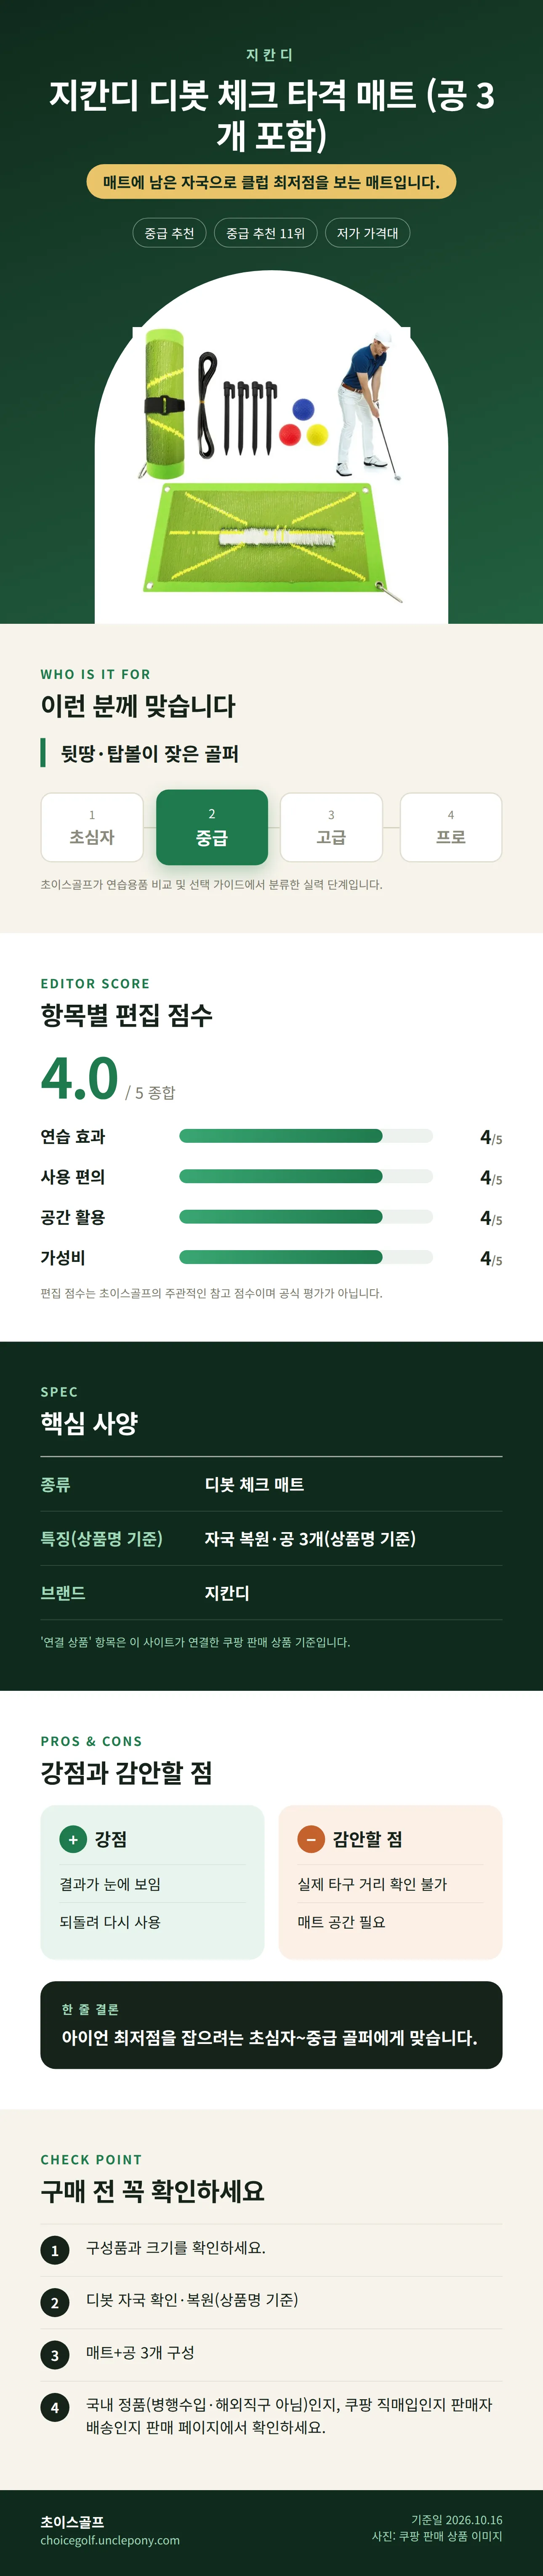 지칸디
지칸디 디봇 체크 타격 매트 (공 3
개 포함)
매트에 남은 자국으로 클럽 최저점을 보는 매트입니다.
중급 추천
중급 추천 11위
저가 가격대
WHO IS IT FOR
이런 분께 맞습니다
뒷땅·탑볼이 잦은 골퍼
1
초심자
2
중급
3
고급
4
프로
초이스골프가 연습용품 비교 및 선택 가이드에서 분류한 실력 단계입니다.
EDITOR SCORE
항목별 편집 점수
4.0 / 5 종합
연습 효과 4/5
사용 편의 4/5
공간 활용 4/5
가성비 4/5
편집 점수는 초이스골프의 주관적인 참고 점수이며 공식 평가가 아닙니다.
SPEC
핵심 사양
종류 디봇 체크 매트
특징(상품명 기준) 자국 복원·공 3개(상품명 기준)
브랜드 지칸디
'연결 상품' 항목은 이 사이트가 연결한 쿠팡 판매 상품 기준입니다.
PROS & CONS
강점과 감안할 점
+ 강점
결과가 눈에 보임
되돌려 다시 사용
− 감안할 점
실제 타구 거리 확인 불가
매트 공간 필요
한 줄 결론
아이언 최저점을 잡으려는 초심자~중급 골퍼에게 맞습니다.
CHECK POINT
구매 전 꼭 확인하세요
1 구성품과 크기를 확인하세요.
2 디봇 자국 확인·복원(상품명 기준)
3 매트+공 3개 구성
4 국내 정품(병행수입·해외직구 아님)인지, 쿠팡 직매입인지 판매자
배송인지 판매 페이지에서 확인하세요.
초이스골프
choicegolf.unclepony.com
기준일 2026.10.16
사진: 쿠팡 판매 상품 이미지